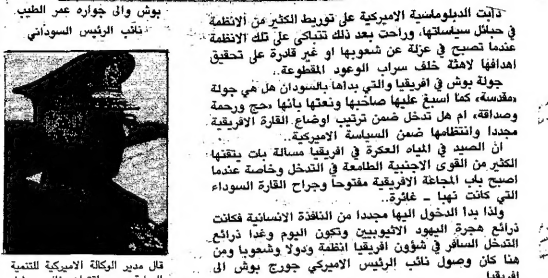 دابت الدبلوماسية الاميركية على توريط الكثير من الانظمة
في حبائل سياساتها، وراحت بعد ذلك تتباكى على تلك الانظمة
عندما تصبح في عزلة عن شعوبها او غير قادرة على تحقيق
اهدافها لاهثة خلف سراب الوعود المقطوعة..
جولة بوش في افريقيا والتي بداها بالسودان هل هي جولة
«مقدسة» كما اسبغ عليها صاحبها ونعتها بانها «حج ورحمة
وصداقة» ام هل تدخل ضمن ترتيب اوضاع القارة الافريقية
مجددا وانتظامها ضمن السياسة الاميركية..
ان الصيد في المياه العكرة في افريقيا مسألة بات يتقنها
الكثير من القوى الاجنبية الطامعة في التدخل وخاصة عندما
اصبح باب المجاعة الافريقية مفتوحا وجراح القارة السوداء
التي كانت نهبا - غائرة..
ولذا بدا الدخول اليها مجددا من النافذة الانسانية فكانت
ذرائع هجرة اليهود الاثيوبيين وتكون اليوم وغدا ذرائع
التدخل السافر في شؤون افريقيا انظمة ودولا وشعوبا ومن
هنا كان وصول نائب الرئيس الاميركي جورج بوش الى
افريقيا
بوش والى جواره عمر الطيب
نائب الرئيس السوداني
قال مدير الوكالة الاميركية للتنمية